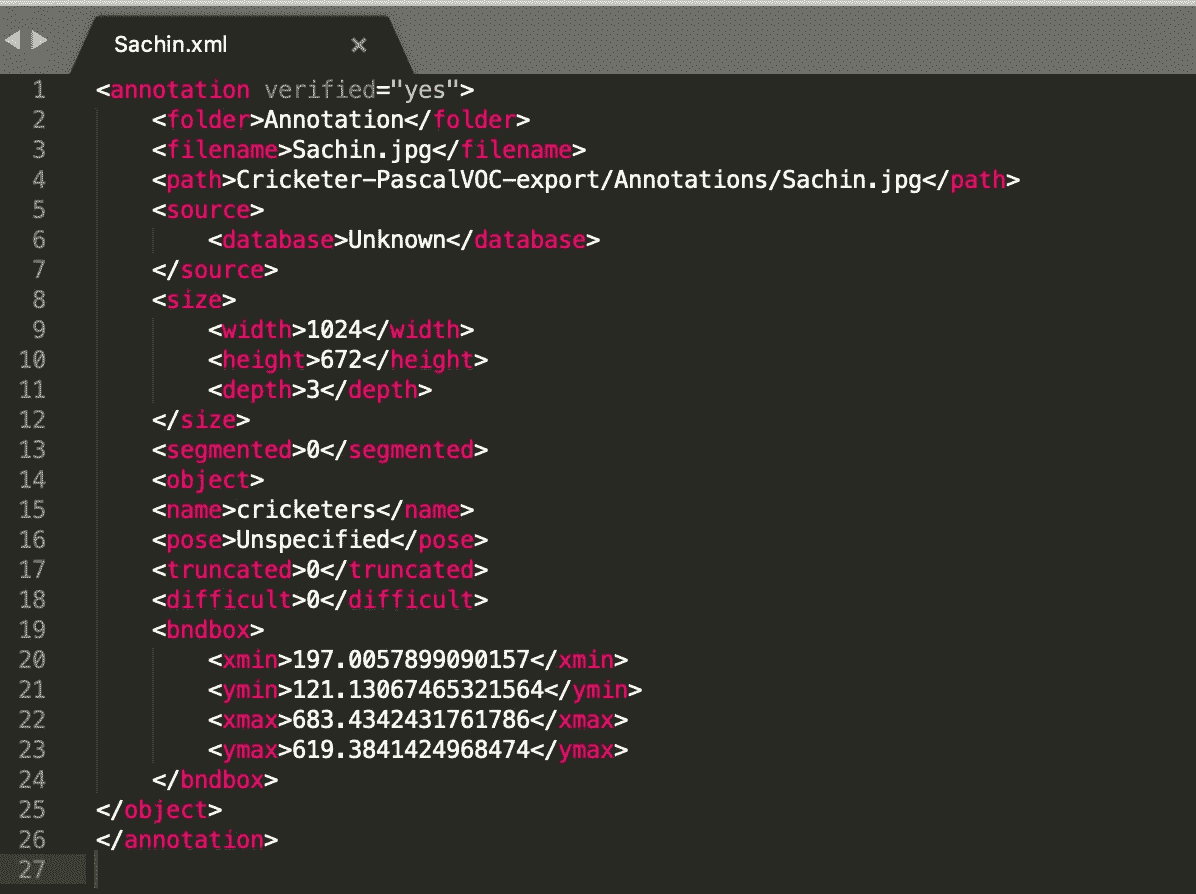 Sachin.xml ×
1 <annotation verified="yes">
2 <folder>Annotation</folder>
3 <filename>Sachin.jpg</filename>
4 <path>Cricketer-PascalVOC-export/Annotations/Sachin.jpg</path>
5 <source>
6 <database>Unknown</database>
7 </source>
8 <size>
9 <width>1024</width>
10 <height>672</height>
11 <depth>3</depth>
12 </size>
13 <segmented>0</segmented>
14 <object>
15 <name>cricketers</name>
16 <pose>Unspecified</pose>
17 <truncated>0</truncated>
18 <difficult>0</difficult>
19 <bndbox>
20 <xmin>197.0057899090157</xmin>
21 <ymin>121.13067465321564</ymin>
22 <xmax>683.4342431761786</xmax>
23 <ymax>619.3841424968474</ymax>
24 </bndbox>
25 </object>
26 </annotation>
27